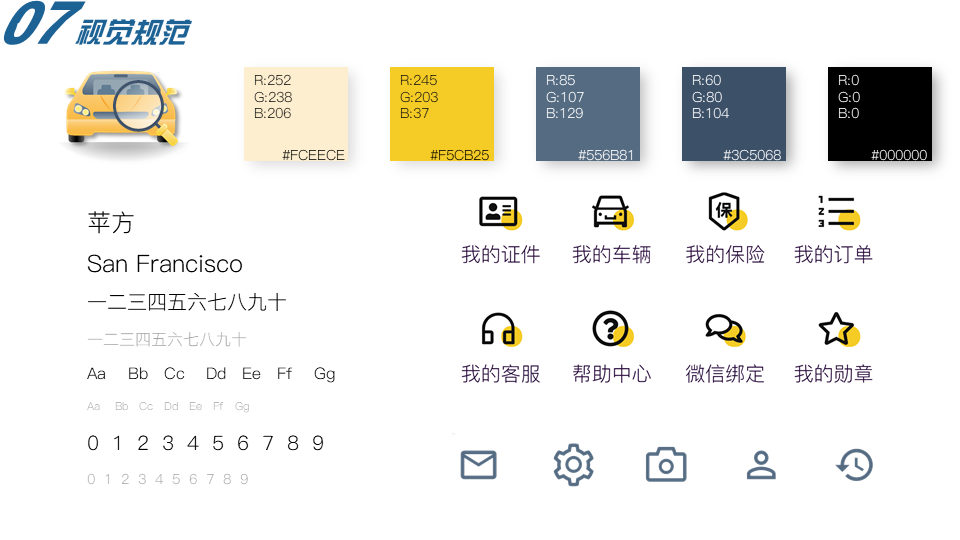 07 视觉规范
R:252
G:238
B:206
#FCEECE
R:245
G:203
B:37
#F5CB25
R:85
G:107
B:129
#556B81
R:60
G:80
B:104
#3C5068
R:0
G:0
B:0
#000000
苹方
San Francisco
一二三四五六七八九十
一二三四五六七八九十
Aa Bb Cc Dd Ee Ff Gg
Aa Bb Cc Dd Ee Ff Gg
0 1 2 3 4 5 6 7 8 9
0 1 2 3 4 5 6 7 8 9
保
1
2
3
我的证件 我的车辆 我的保险 我的订单
?
我的客服 帮助中心 微信绑定 我的勋章